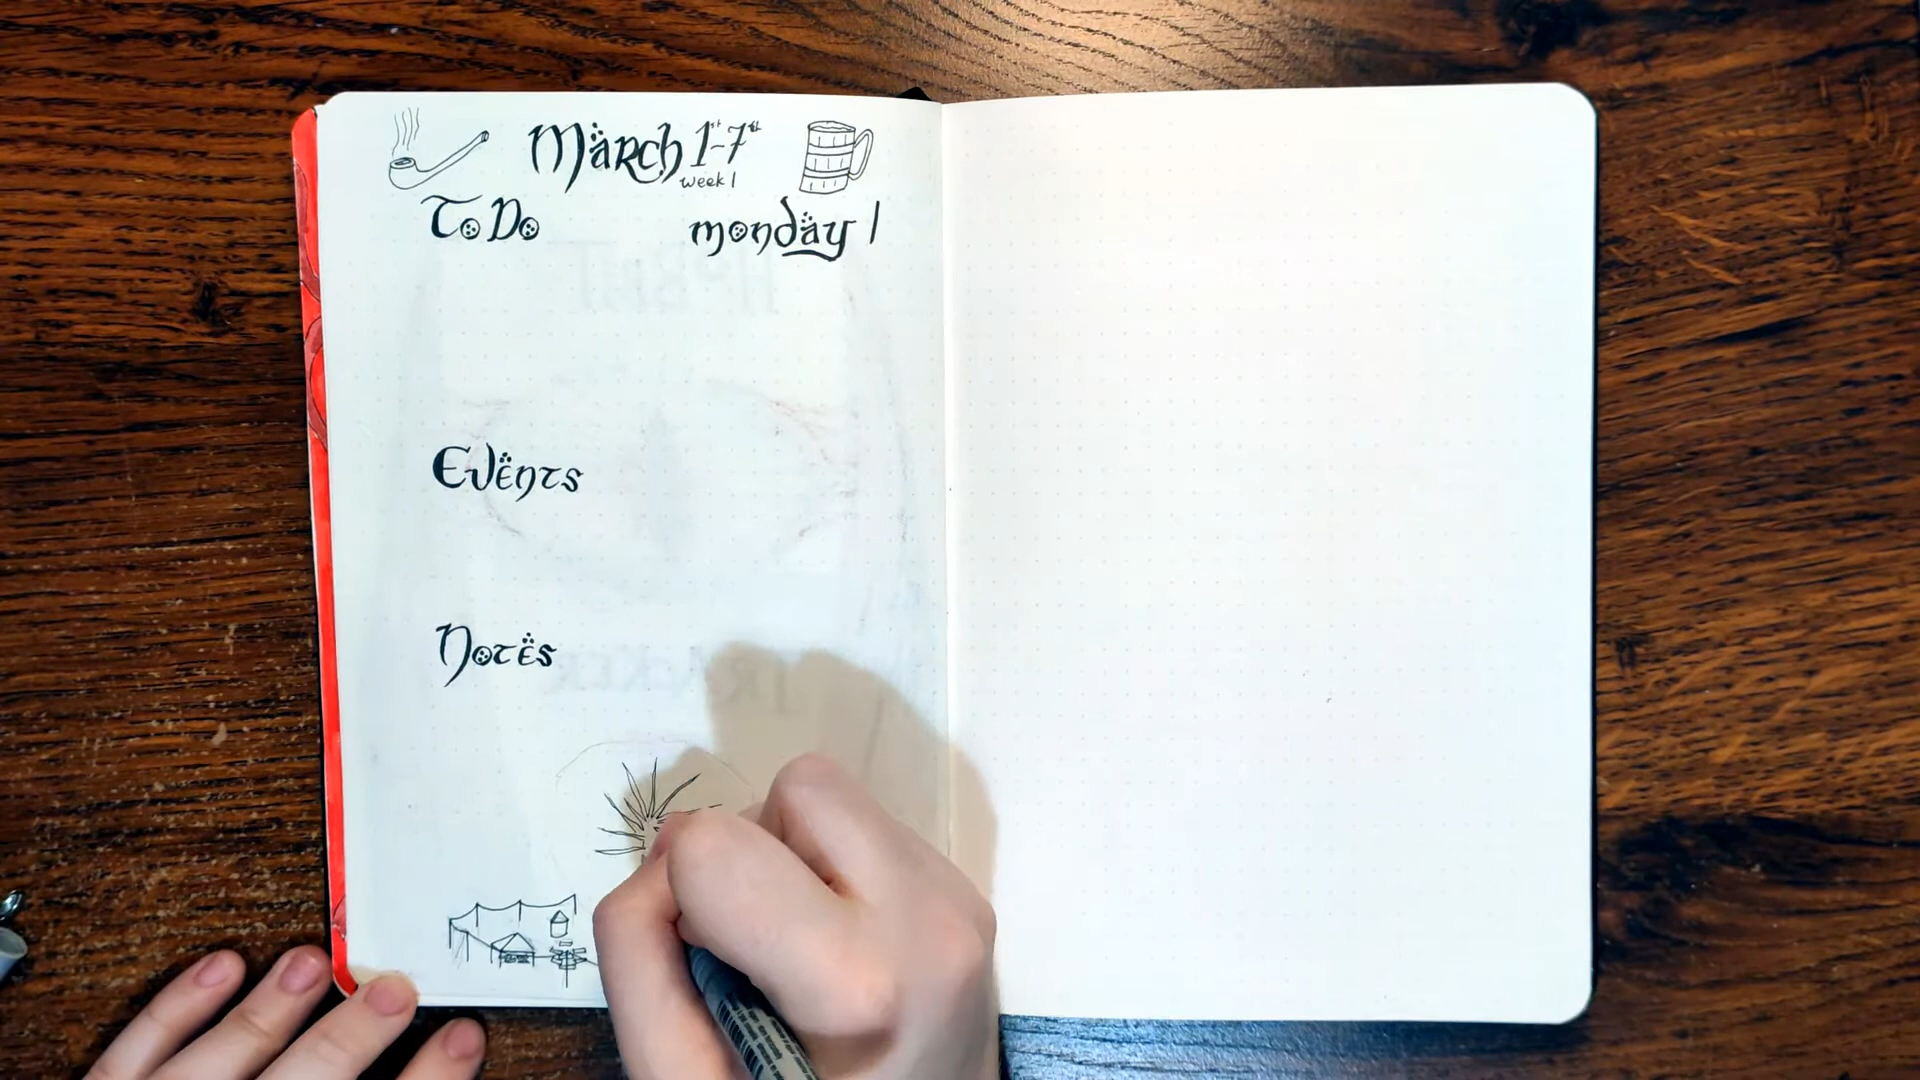 March 1st-7th
week 1
To Do
monday 1
Events
Notes